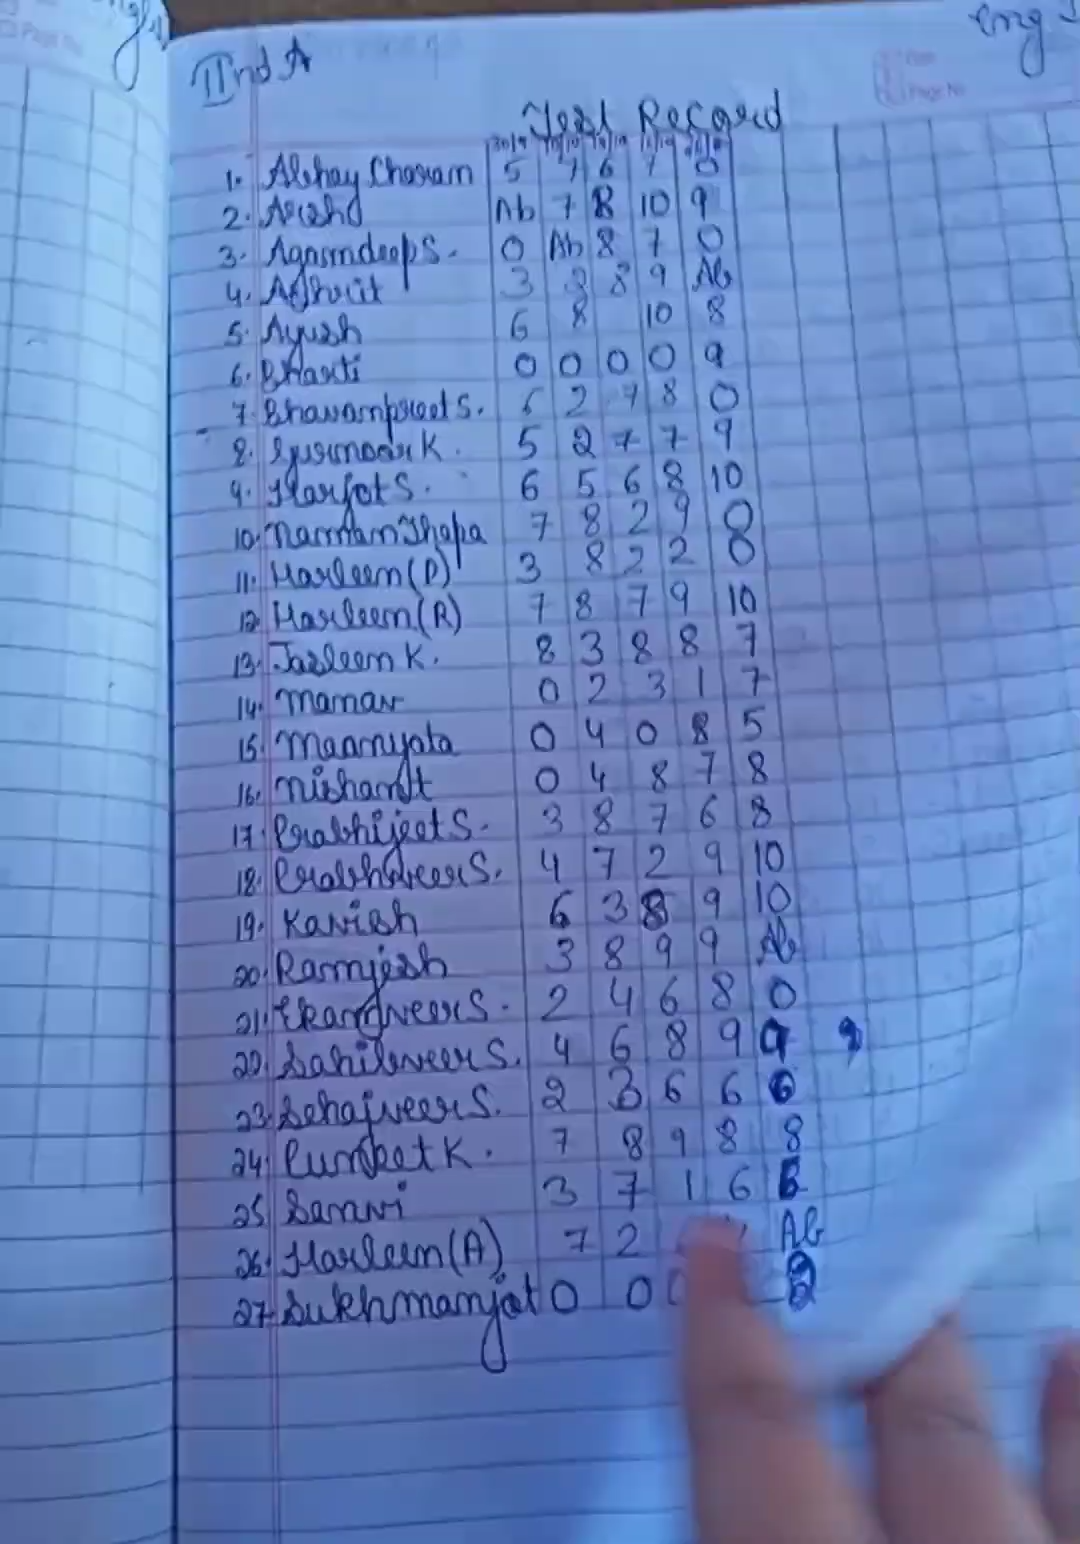 IInd A
Eng
Test Record
1. Abhay Charan 5 7 6 7 0
2. Arsh Ab 7 8 10 9
3. Agamdeep S. 0 Ab 8 7 0
4. 3 3 8 9 Ab
5. Ayush 6 8 10 8
6. Bharti 0 0 0 0 9
7. Bhavanpreet S. 2 7 8 0
8. Gurnoor K. 5 2 7 7 9
9. Harjot S. 6 5 6 8 10
10. Naman Thapa 7 8 2 9 0
11. Harleen (P) 3 8 2 2 0
12. Harleen (R) 7 8 7 9 10
13. Jasleen K. 8 3 8 8 7
14. Manav 0 2 3 1 7
15. Maanyata 0 4 0 8 5
16. Nishant 0 4 8 7 8
17. Prabhijeet S. 3 8 7 6 8
18. Prabhveer S. 4 7 2 9 10
19. Kavish 6 3 8 9 10
20. Ramjesh 3 8 9 9 Ab
21. Ekamveer S. 2 4 6 8 0
22. Sahilveer S. 4 6 8 9 9 9
23. Sehajveer S. 2 3 6 6 6
24. Puneet K. 7 8 9 8 8
25. Sanvi 3 7 1 6
26. Harleen (A) 7 2 Ab
27. Sukhmanjot 0 0